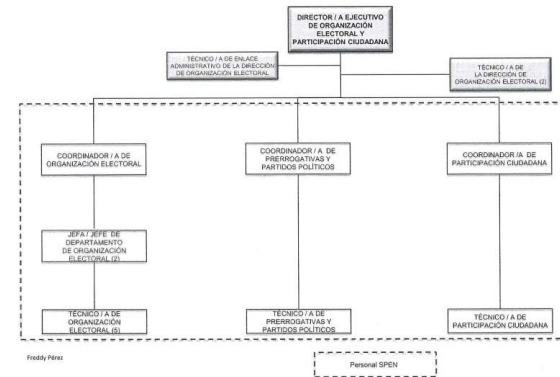 DIRECTOR / A EJECUTIVO
DE ORGANIZACIÓN
ELECTORAL Y
PARTICIPACIÓN CIUDADANA
TÉCNICO / A DE ENLACE
ADMINISTRATIVO DE LA DIRECCIÓN
DE ORGANIZACIÓN ELECTORAL
TÉCNICO / A DE
LA DIRECCIÓN DE
ORGANIZACIÓN ELECTORAL (2)
COORDINADOR / A DE
ORGANIZACIÓN ELECTORAL
COORDINADOR / A DE
PRERROGATIVAS Y
PARTIDOS POLÍTICOS
COORDINADOR /A DE
PARTICIPACIÓN CIUDADANA
JEFA / JEFE DE
DEPARTAMENTO
DE ORGANIZACIÓN
ELECTORAL (2)
TÉCNICO / A DE
ORGANIZACIÓN
ELECTORAL (5)
TÉCNICO / A DE
PRERROGATIVAS Y
PARTIDOS POLÍTICOS
TÉCNICO / A DE
PARTICIPACIÓN CIUDADANA
Freddy Pérez
Personal SPEN